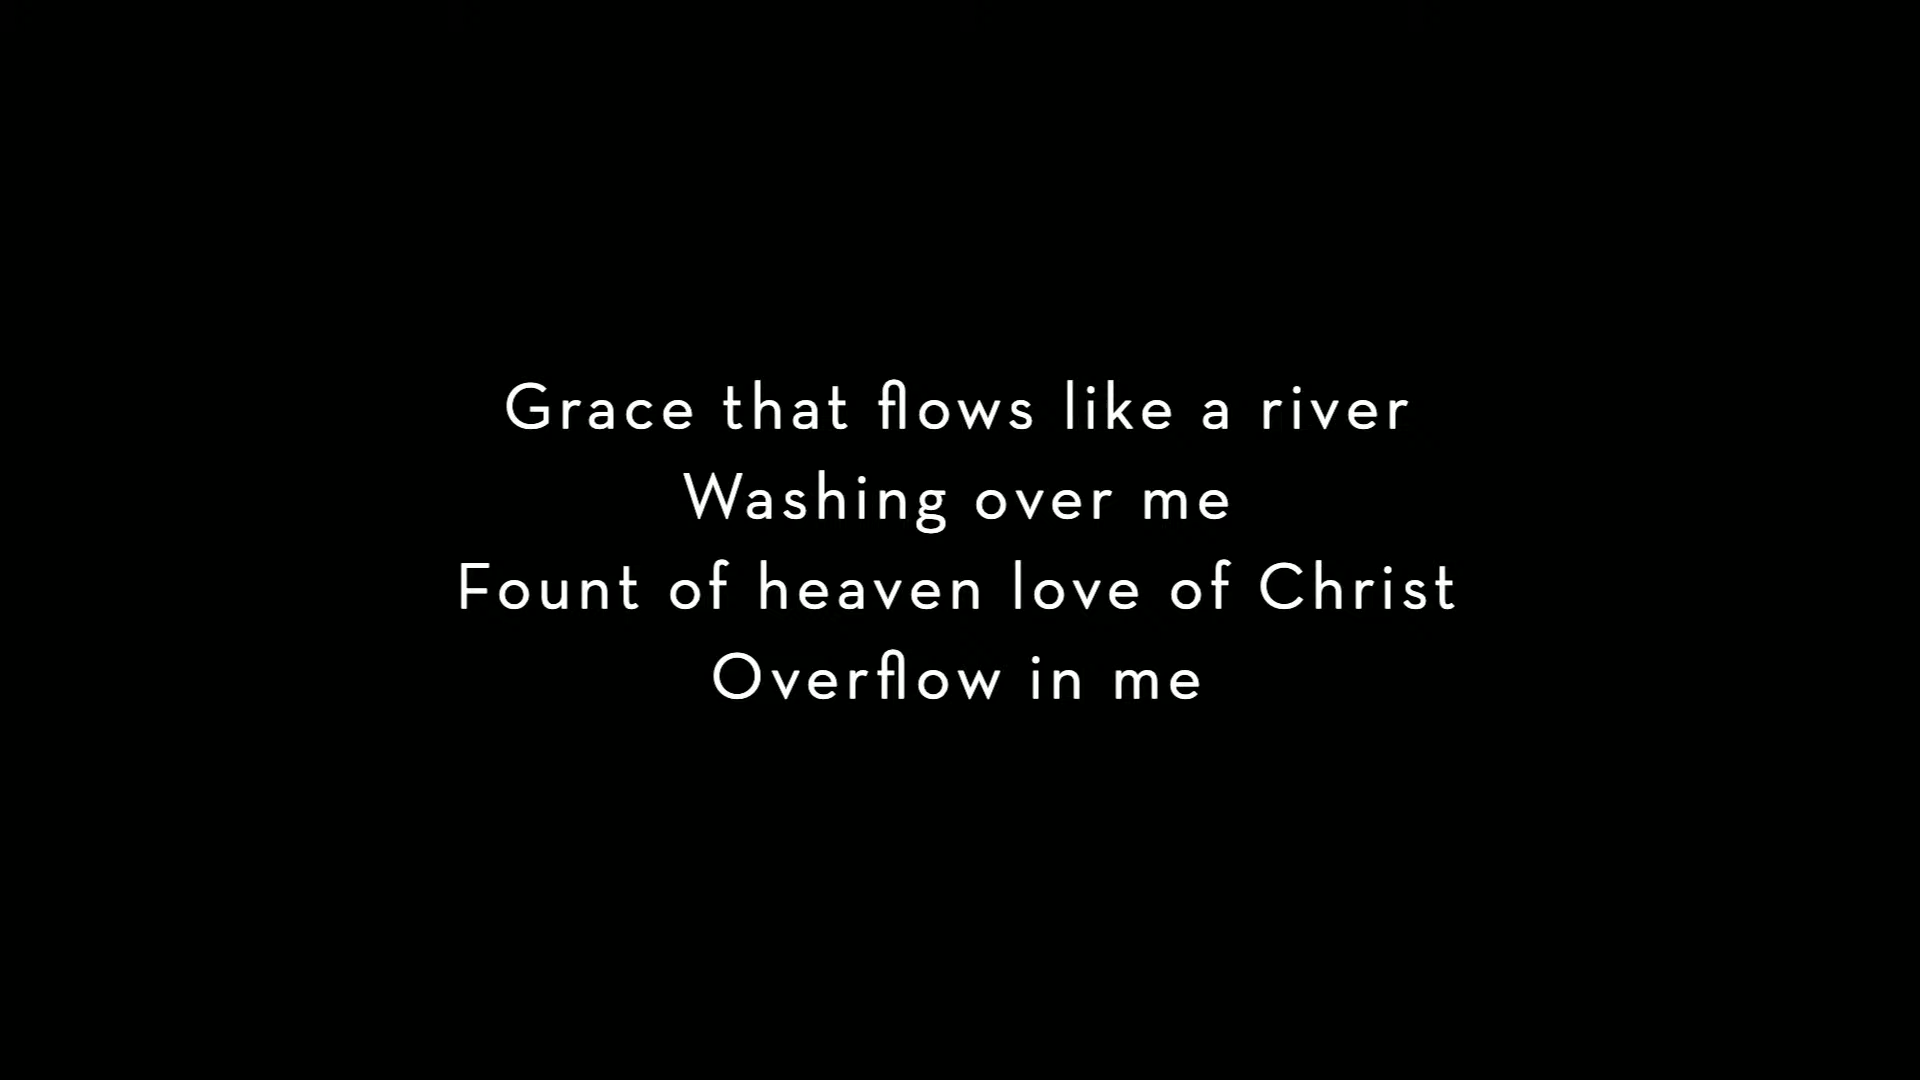 Grace that flows like a river
Washing over me
Fount of heaven love of Christ
Overflow in me